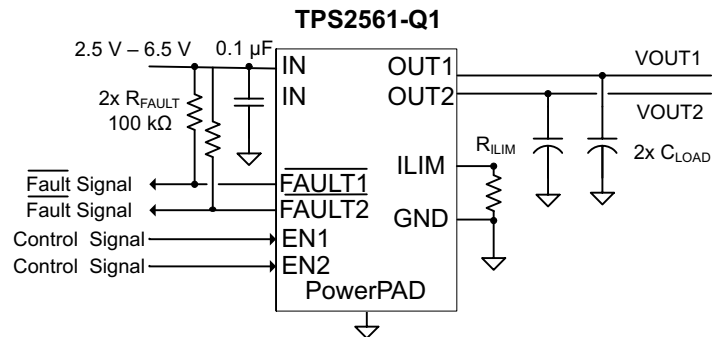 TPS2561-Q1
2.5 V – 6.5 V
0.1 µF
IN
OUT1
VOUT1
IN
OUT2
VOUT2
2x RFAULT
100 kΩ
RILIM
2x CLOAD
ILIM
Fault Signal
FAULT1
Fault Signal
FAULT2
GND
Control Signal
EN1
Control Signal
EN2
PowerPAD